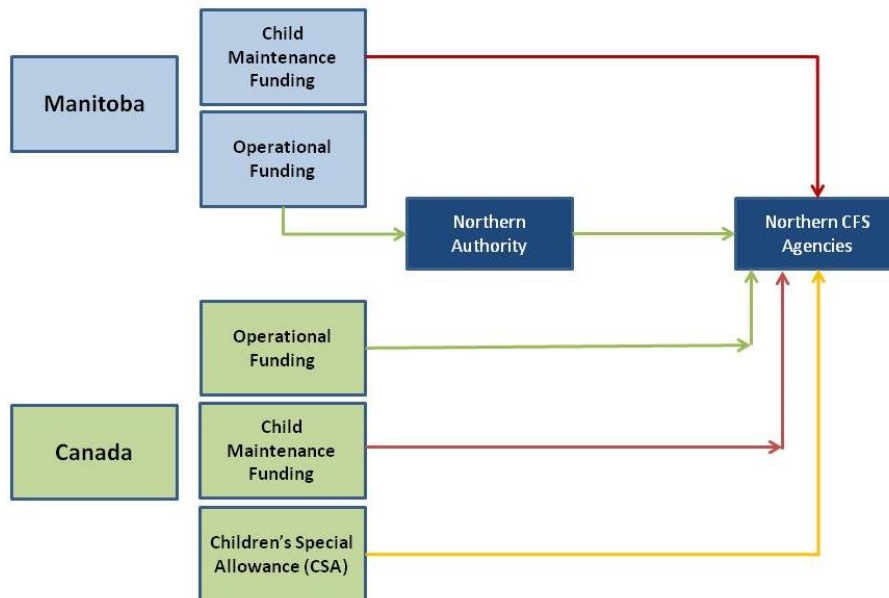 Child
Maintenance
Funding
Manitoba
Operational
Funding
Northern
Authority
Northern CFS
Agencies
Operational
Funding
Canada
Child
Maintenance
Funding
Children's Special
Allowance (CSA)